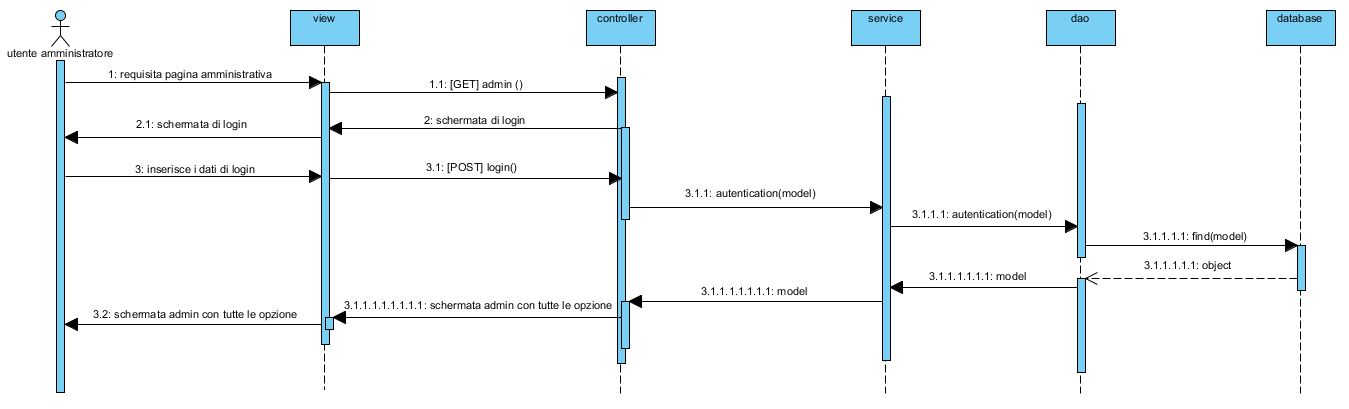 view
controller
service
dao
database
utente amministratore
1: requisita pagina amministrativa
1.1: [GET] admin ()
2: schermata di login
2.1: schermata di login
3: inserisce i dati di login
3.1: [POST] login()
3.1.1: autentication(model)
3.1.1.1: autentication(model)
3.1.1.1.1: find(model)
3.1.1.1.1.1: object
3.1.1.1.1.1.1: model
3.1.1.1.1.1.1.1: model
3.1.1.1.1.1.1.1.1: schermata admin con tutte le opzione
3.2: schermata admin con tutte le opzione